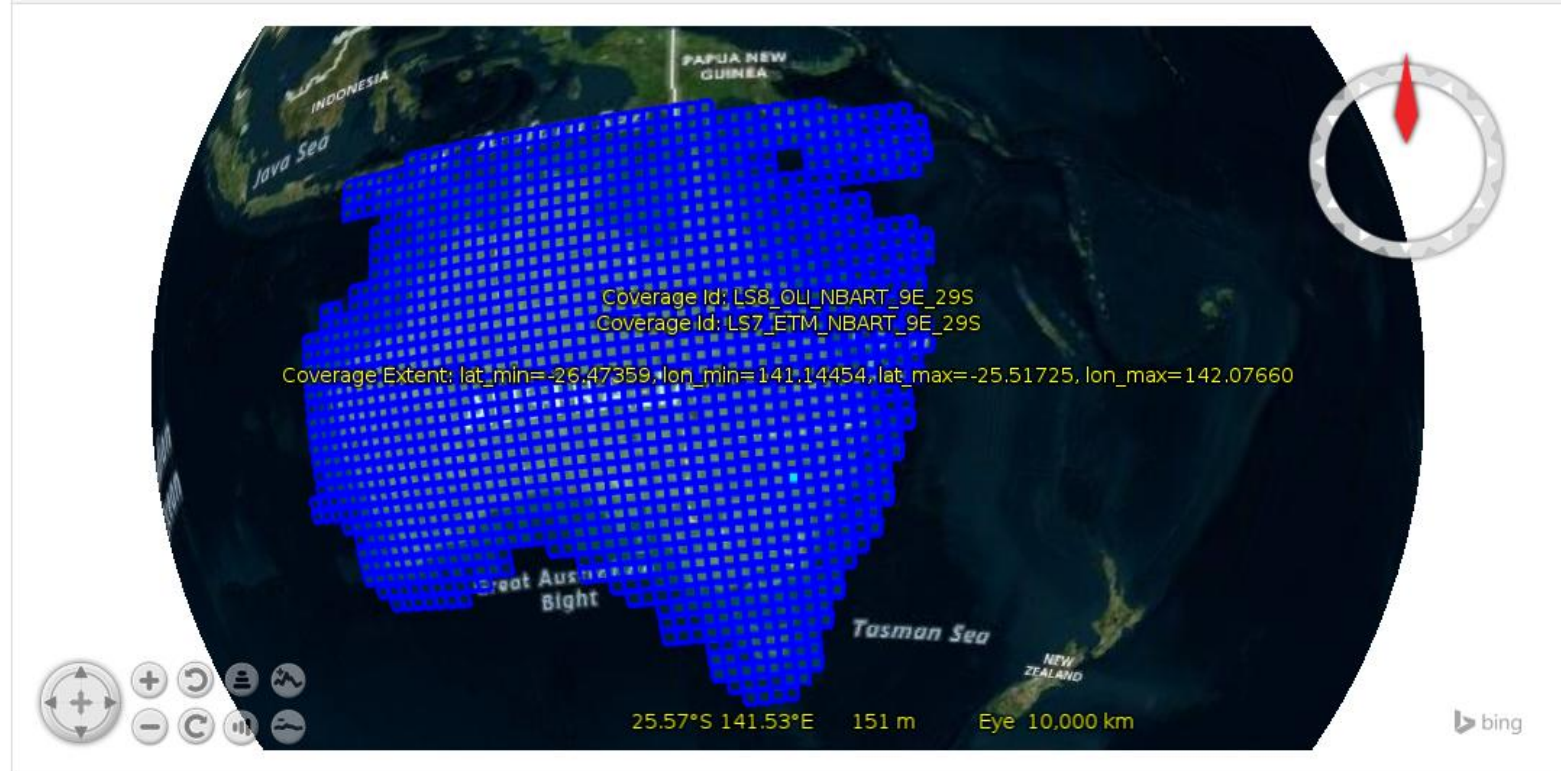 PAPUA NEW
GUINEA
INDONESIA
Java Sea
Coverage Id: LS8_OLI_NBART_9E_29S
Coverage Id: LS7_ETM_NBART_9E_29S
Coverage Extent: lat_min=-26.47359, lon_min=141.14454, lat_max=-25.51725, lon_max=142.07660
Bight
Tasman Sea
NEW
ZEALAND
25.57°S 141.53°E 151 m Eye 10,000 km
bing